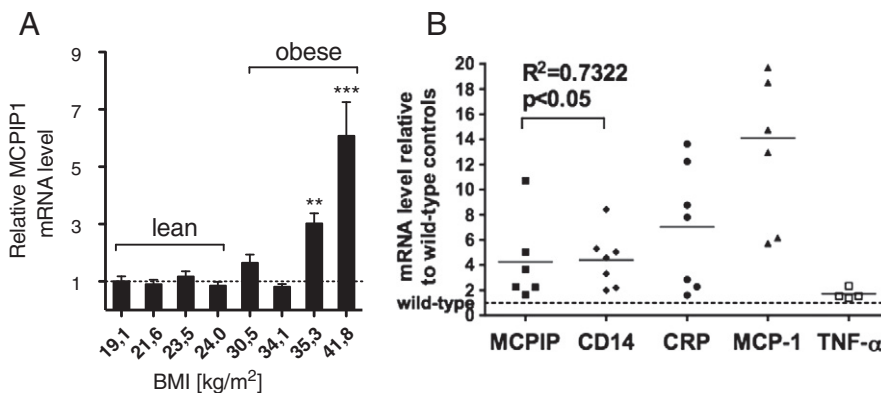 A
Relative MCPIP1
mRNA level
9
7
5
3
1
obese
lean
**
***
19,1
21,6
23,5
24.0
30,5
34,1
35,3
41,8
BMI [kg/m²]
B
mRNA level relative
to wild-type controls
20
18
16
14
12
10
8
6
4
2
wild-type
0
R²=0.7322
p<0.05
MCPIP CD14 CRP MCP-1 TNF-α